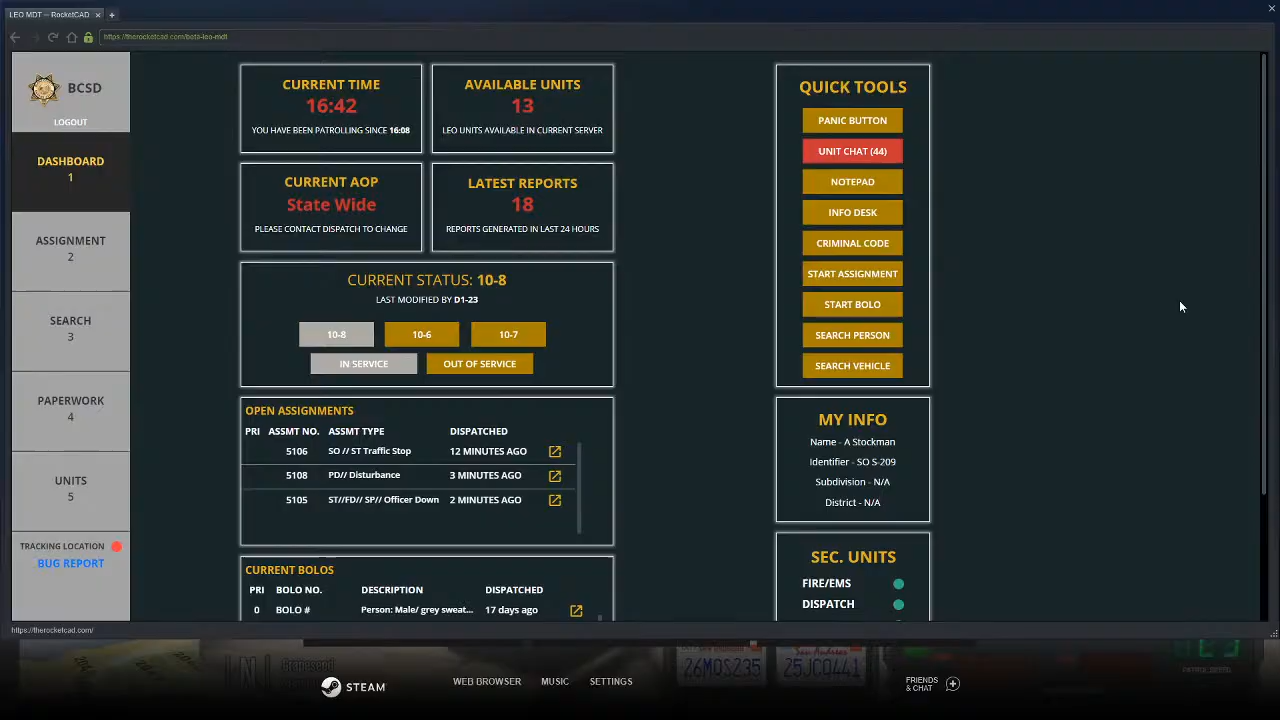 LEO MDT – RocketCAD
https://therocketcad.com/beta-leo-mdt
BCSD
LOGOUT
DASHBOARD
1
ASSIGNMENT
2
SEARCH
3
PAPERWORK
4
UNITS
5
TRACKING LOCATION
BUG REPORT
CURRENT TIME
16:42
YOU HAVE BEEN PATROLLING SINCE 16:08
AVAILABLE UNITS
13
LEO UNITS AVAILABLE IN CURRENT SERVER
CURRENT AOP
State Wide
PLEASE CONTACT DISPATCH TO CHANGE
LATEST REPORTS
18
REPORTS GENERATED IN LAST 24 HOURS
CURRENT STATUS: 10-8
LAST MODIFIED BY D1-23
10-8 10-6 10-7
IN SERVICE OUT OF SERVICE
OPEN ASSIGNMENTS
PRI ASSMT NO. ASSMT TYPE DISPATCHED
5106 SO // ST Traffic Stop 12 MINUTES AGO
5108 PD// Disturbance 3 MINUTES AGO
5105 ST//FD// SP// Officer Down 2 MINUTES AGO
CURRENT BOLOS
PRI BOLO NO. DESCRIPTION DISPATCHED
0 BOLO # Person: Male/ grey sweat... 17 days ago
QUICK TOOLS
PANIC BUTTON
UNIT CHAT (44)
NOTEPAD
INFO DESK
CRIMINAL CODE
START ASSIGNMENT
START BOLO
SEARCH PERSON
SEARCH VEHICLE
MY INFO
Name - A Stockman
Identifier - SO S-209
Subdivision - N/A
District - N/A
SEC. UNITS
FIRE/EMS
DISPATCH
https://therocketcad.com/
Grapeseed
26MQS235
25JCQ441
STEAM
WEB BROWSER MUSIC SETTINGS
FRIENDS
& CHAT